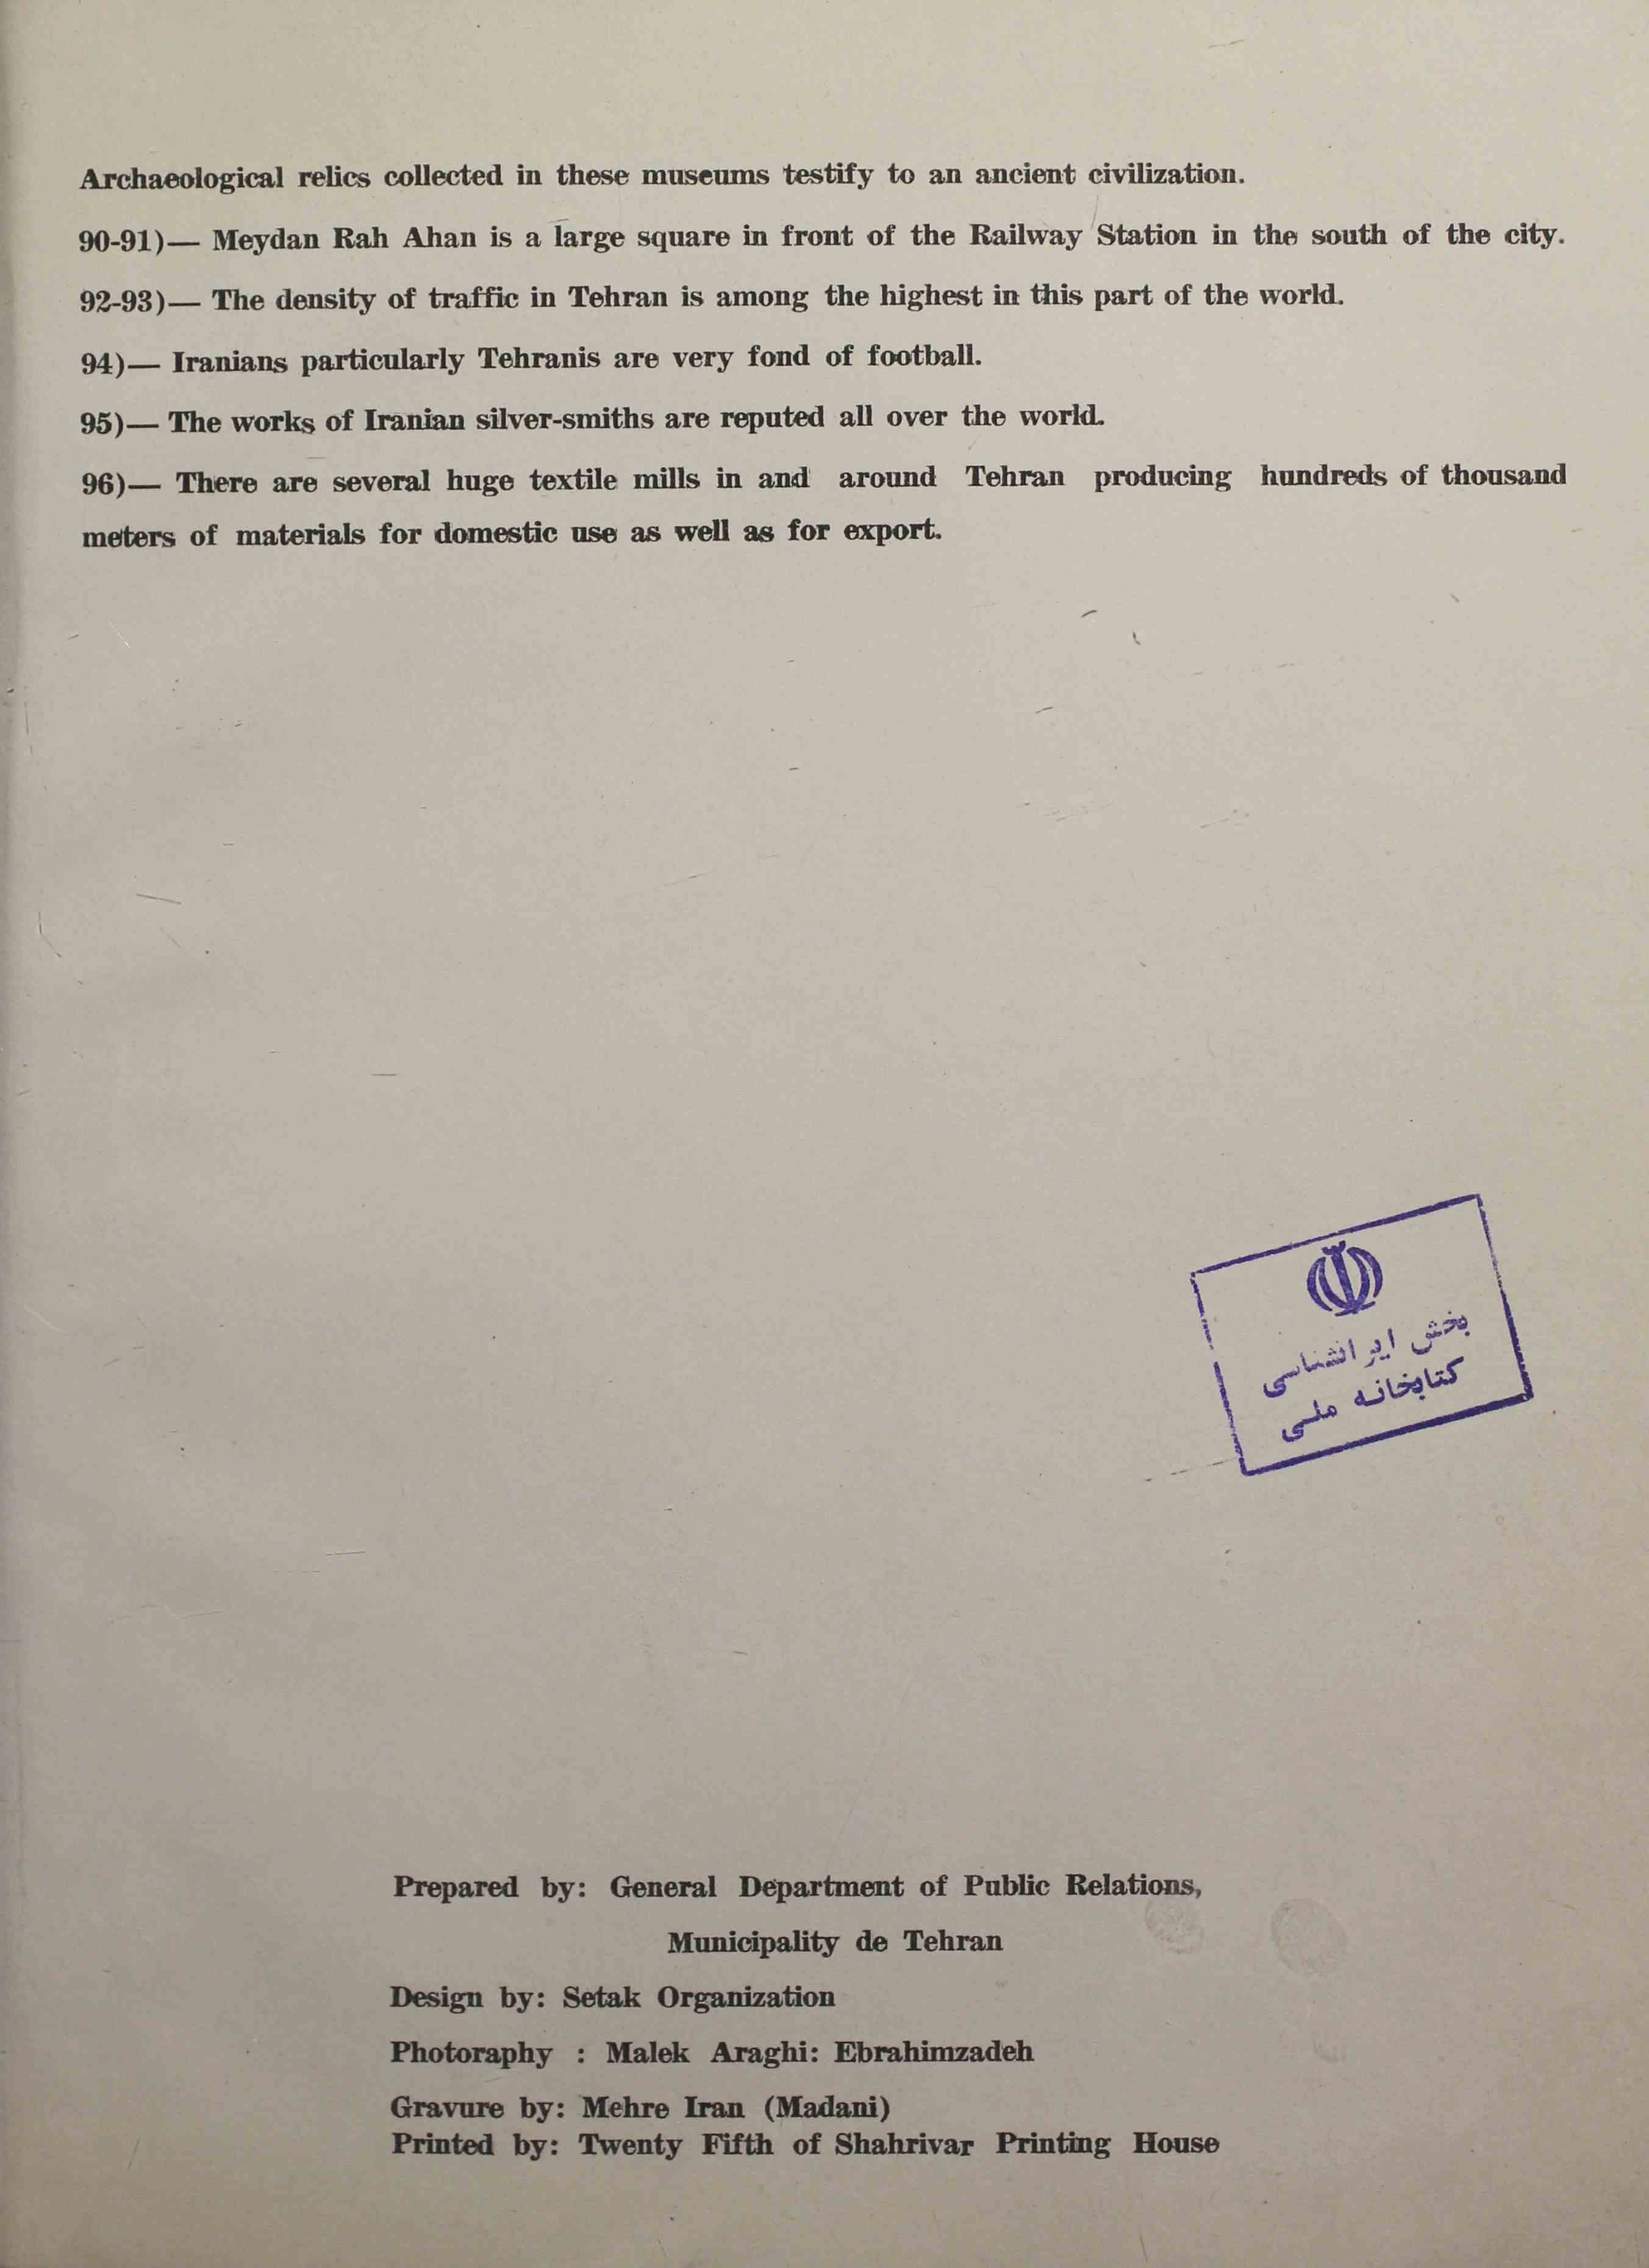 Archaeological relics collected in these museums testify to an ancient civilization.
90-91)— Meydan Rah Ahan is a large square in front of the Railway Station in the south of the city.
92-93)— The density of traffic in Tehran is among the highest in this part of the world.
94)— Iranians particularly Tehranis are very fond of football.
95)— The works of Iranian silver-smiths are reputed all over the world.
96)— There are several huge textile mills in and around Tehran producing hundreds of thousand
meters of materials for domestic use as well as for export.
بخش ایرانشناسی
کتابخانه ملی
Prepared by: General Department of Public Relations,
Municipality de Tehran
Design by: Setak Organization
Photoraphy : Malek Araghi: Ebrahimzadeh
Gravure by: Mehre Iran (Madani)
Printed by: Twenty Fifth of Shahrivar Printing House